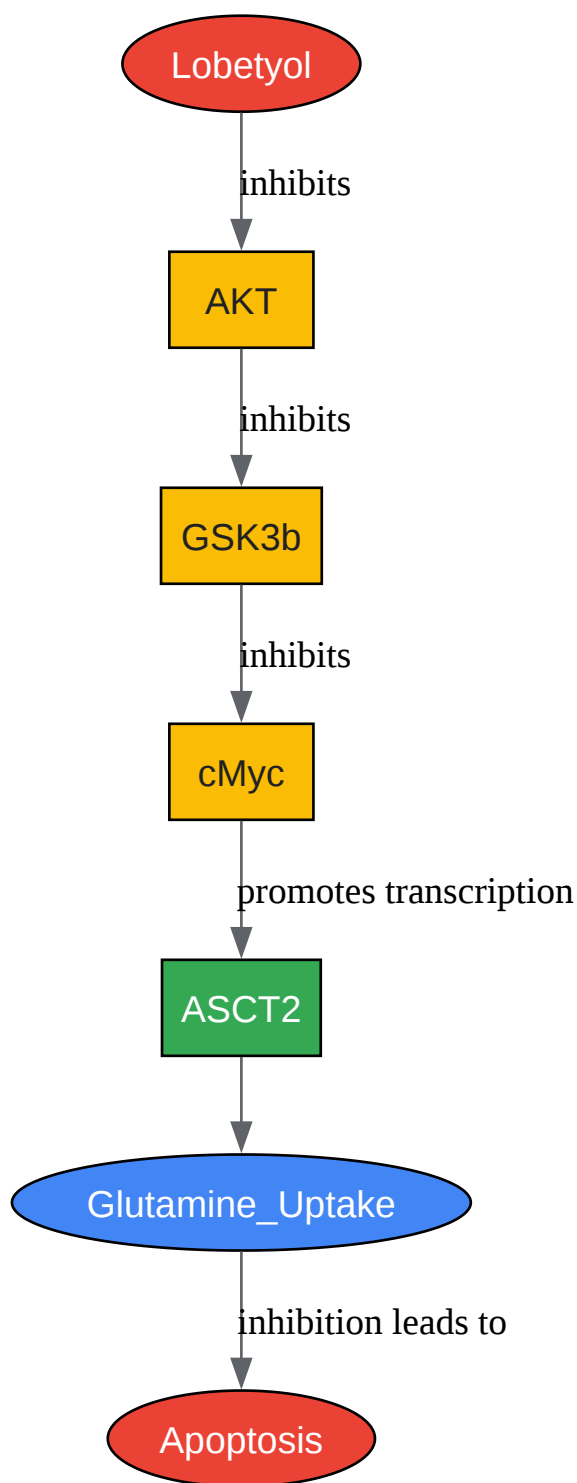 Lobetyol
inhibits
AKT
inhibits
GSK3b
inhibits
cMyc
promotes transcription
ASCT2
Glutamine_Uptake
inhibition leads to
Apoptosis